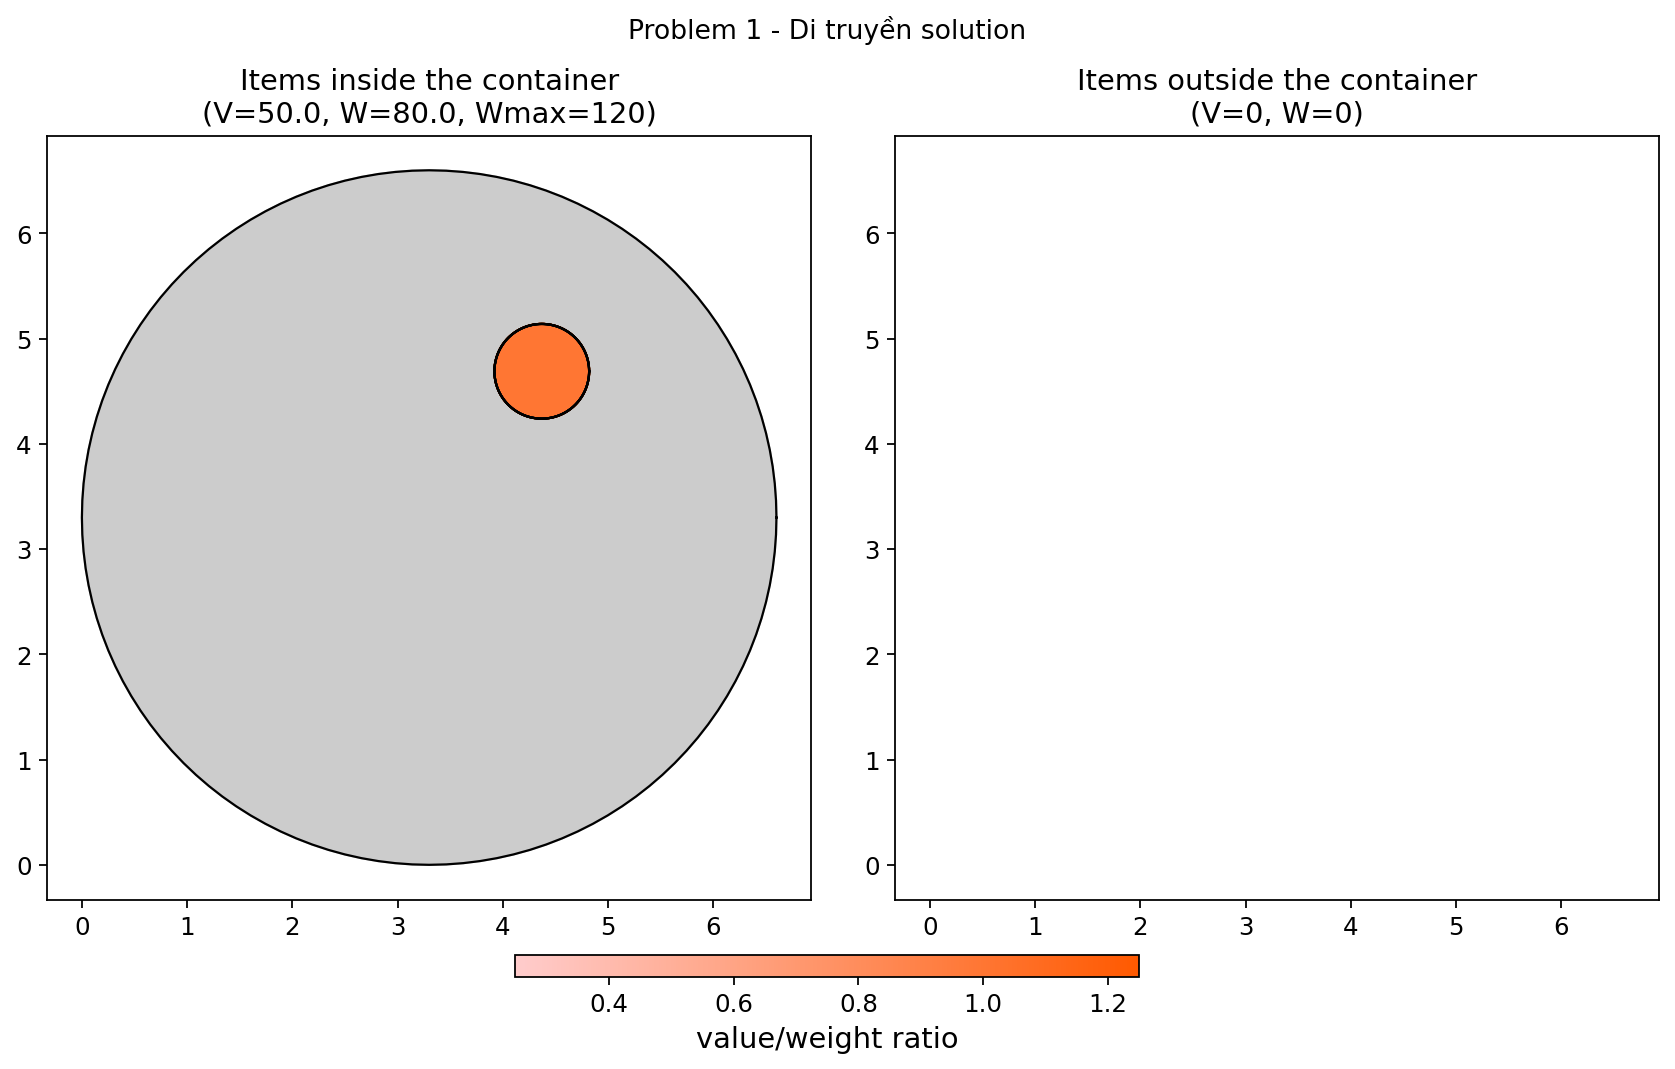 Problem 1 - Di truyền solution
Items inside the container
(V=50.0, W=80.0, Wmax=120)
Items outside the container
(V=0, W=0)
6
5
4
3
2
1
0
0 1 2 3 4 5 6
6
5
4
3
2
1
0
0 1 2 3 4 5 6
0.4 0.6 0.8 1.0 1.2
value/weight ratio